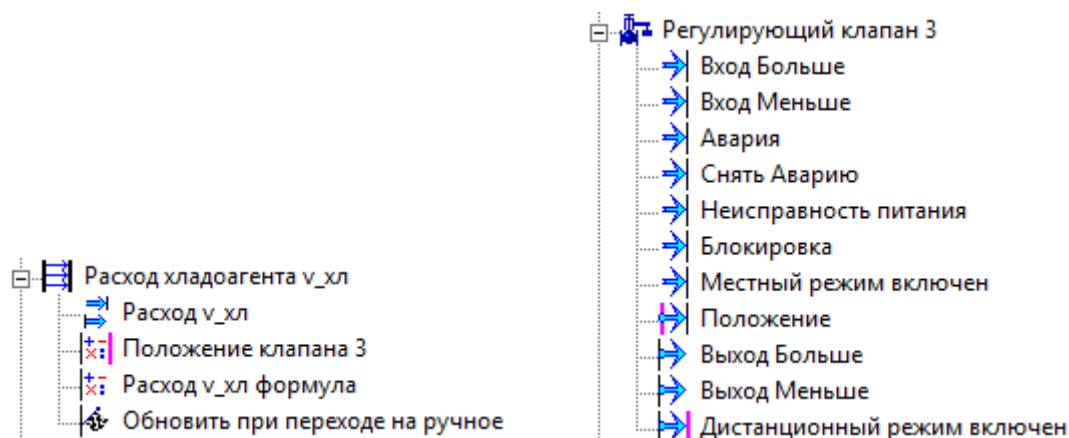 Расход хладоагента v_хл
Расход v_хл
Положение клапана 3
Расход v_хл формула
Обновить при переходе на ручное
Регулирующий клапан 3
Вход Больше
Вход Меньше
Авария
Снять Аварию
Неисправность питания
Блокировка
Местный режим включен
Положение
Выход Больше
Выход Меньше
Дистанционный режим включен